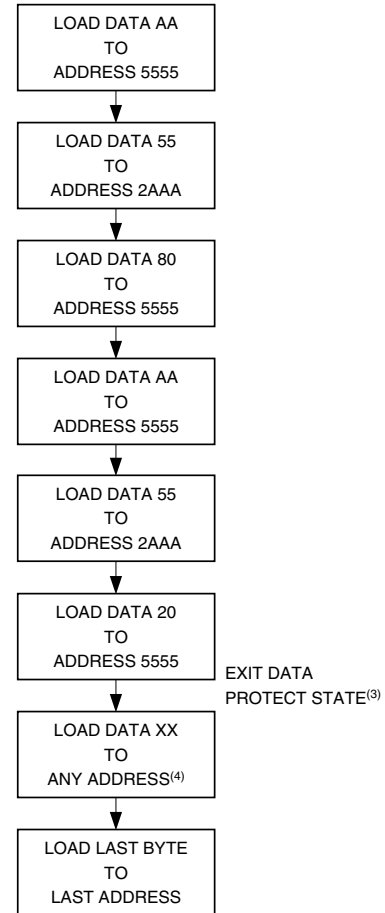 LOAD DATA AA
TO
ADDRESS 5555
LOAD DATA 55
TO
ADDRESS 2AAA
LOAD DATA 80
TO
ADDRESS 5555
LOAD DATA AA
TO
ADDRESS 5555
LOAD DATA 55
TO
ADDRESS 2AAA
LOAD DATA 20
TO
ADDRESS 5555
EXIT DATA
PROTECT STATE(3)
LOAD DATA XX
TO
ANY ADDRESS(4)
LOAD LAST BYTE
TO
LAST ADDRESS